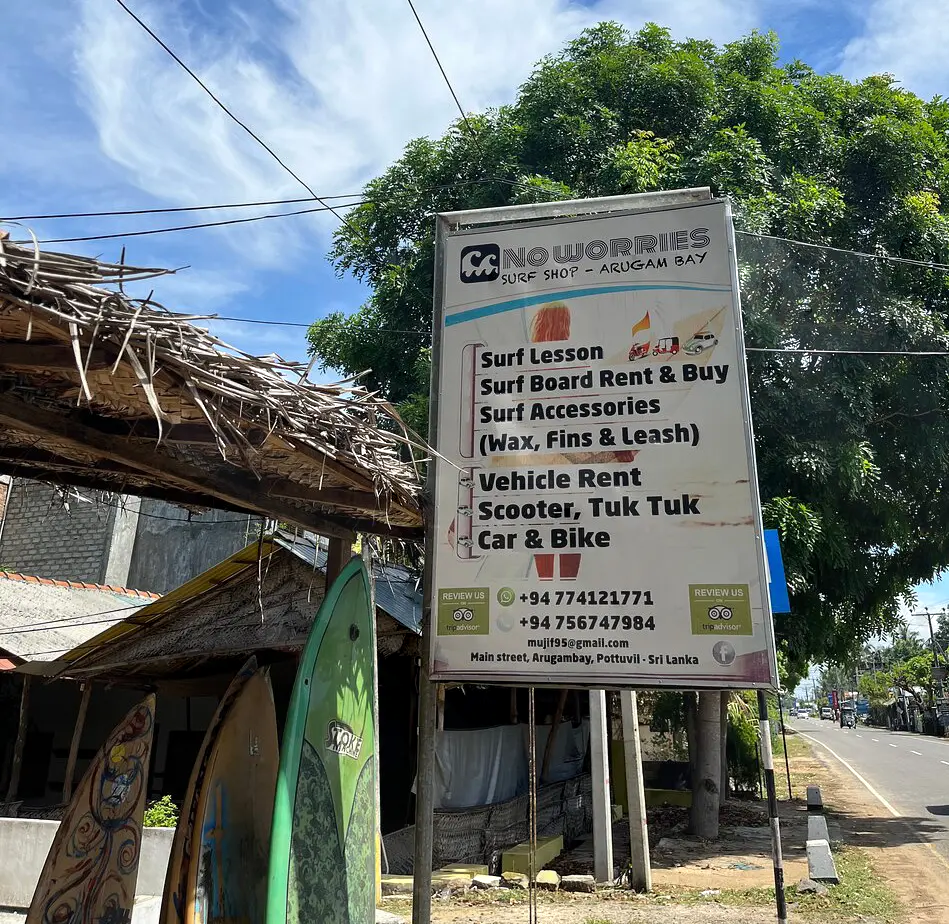 NO WORRIES
SURF SHOP - ARUGAM BAY
Surf Lesson
Surf Board Rent & Buy
Surf Accessories
(Wax, Fins & Leash)
Vehicle Rent
Scooter, Tuk Tuk
Car & Bike
REVIEW US
ON
tripadvisor
+94 774121771
+94 756747984
mujif95@gmail.com
Main street, Arugambay, Pottuvil - Sri Lanka
REVIEW US
ON
tripadvisor
f